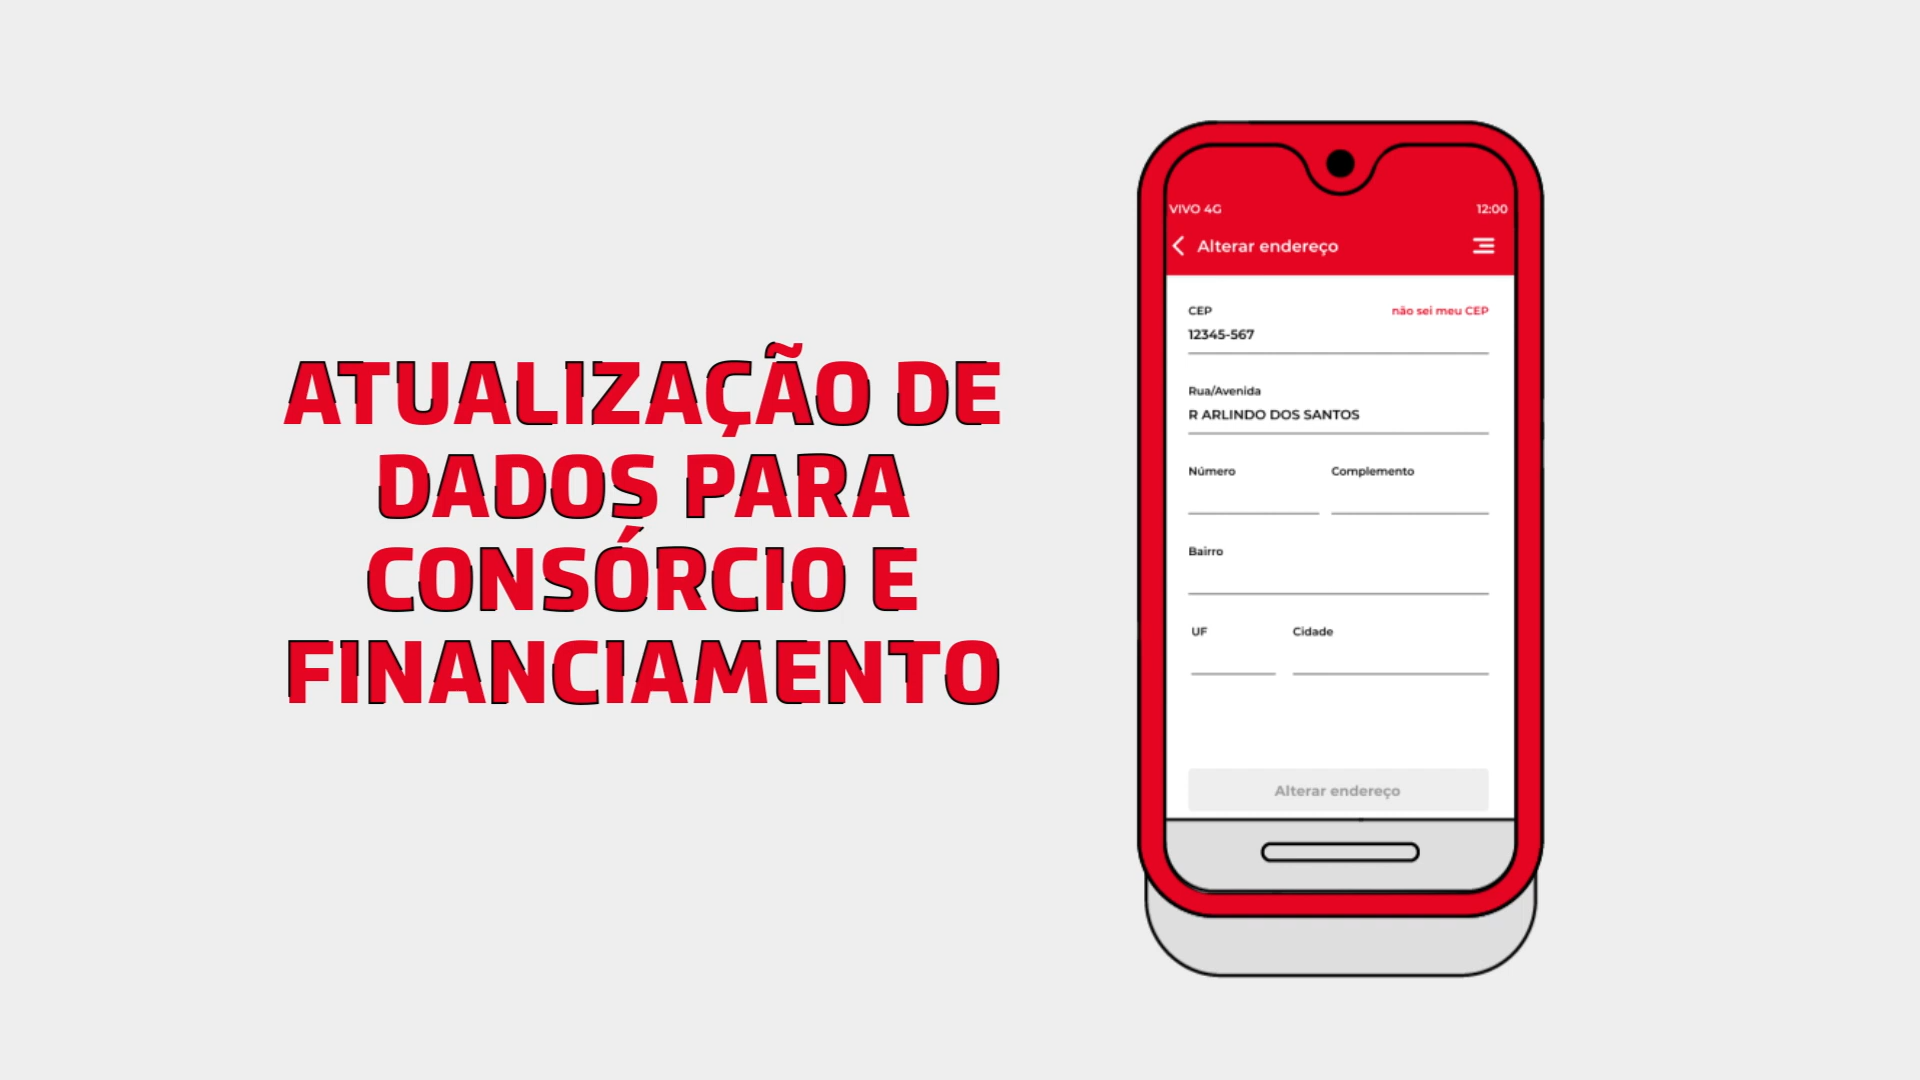 ATUALIZAÇÃO DE
DADOS PARA
CONSÓRCIO E
FINANCIAMENTO
VIVO 4G 12:00
Alterar endereço
CEP não sei meu CEP
12345-567
Rua/Avenida
R ARLINDO DOS SANTOS
Número Complemento
Bairro
UF Cidade
Alterar endereço